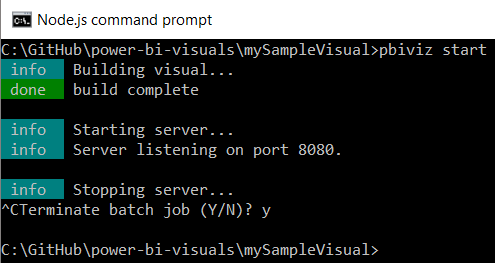 Node.js command prompt
C:\GitHub\power-bi-visuals\mySampleVisual>pbiviz start
info Building visual...
done build complete
info Starting server...
info Server listening on port 8080.
info Stopping server...
^CTerminate batch job (Y/N)? y
C:\GitHub\power-bi-visuals\mySampleVisual>